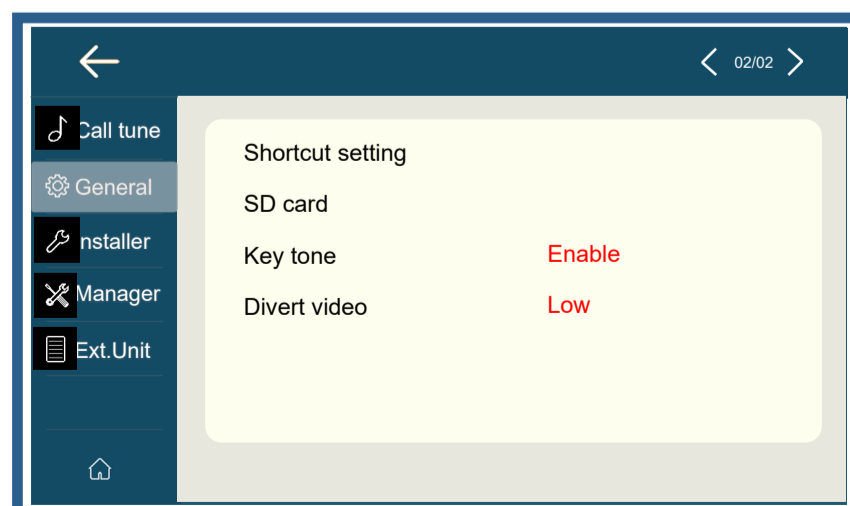 02/02
Call tune
General
nstaller
Manager
Ext.Unit
Shortcut setting
SD card
Key tone Enable
Divert video Low